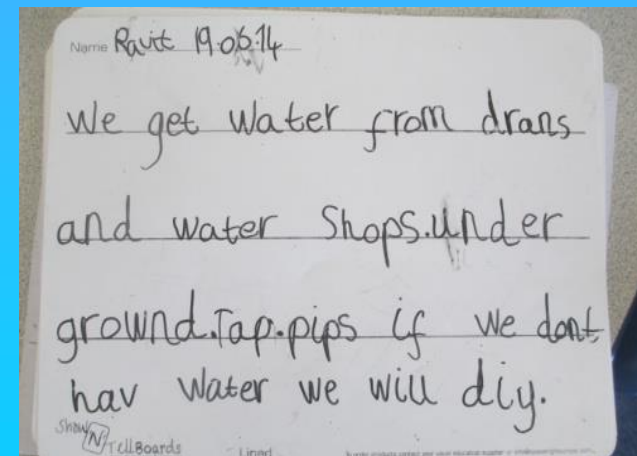 Name Ravit 19.06.14
We get water from drans
and water Shops.under
grownd.Tap.pips if we dont
hav water we will diy.
Show N Tell Boards
Lined